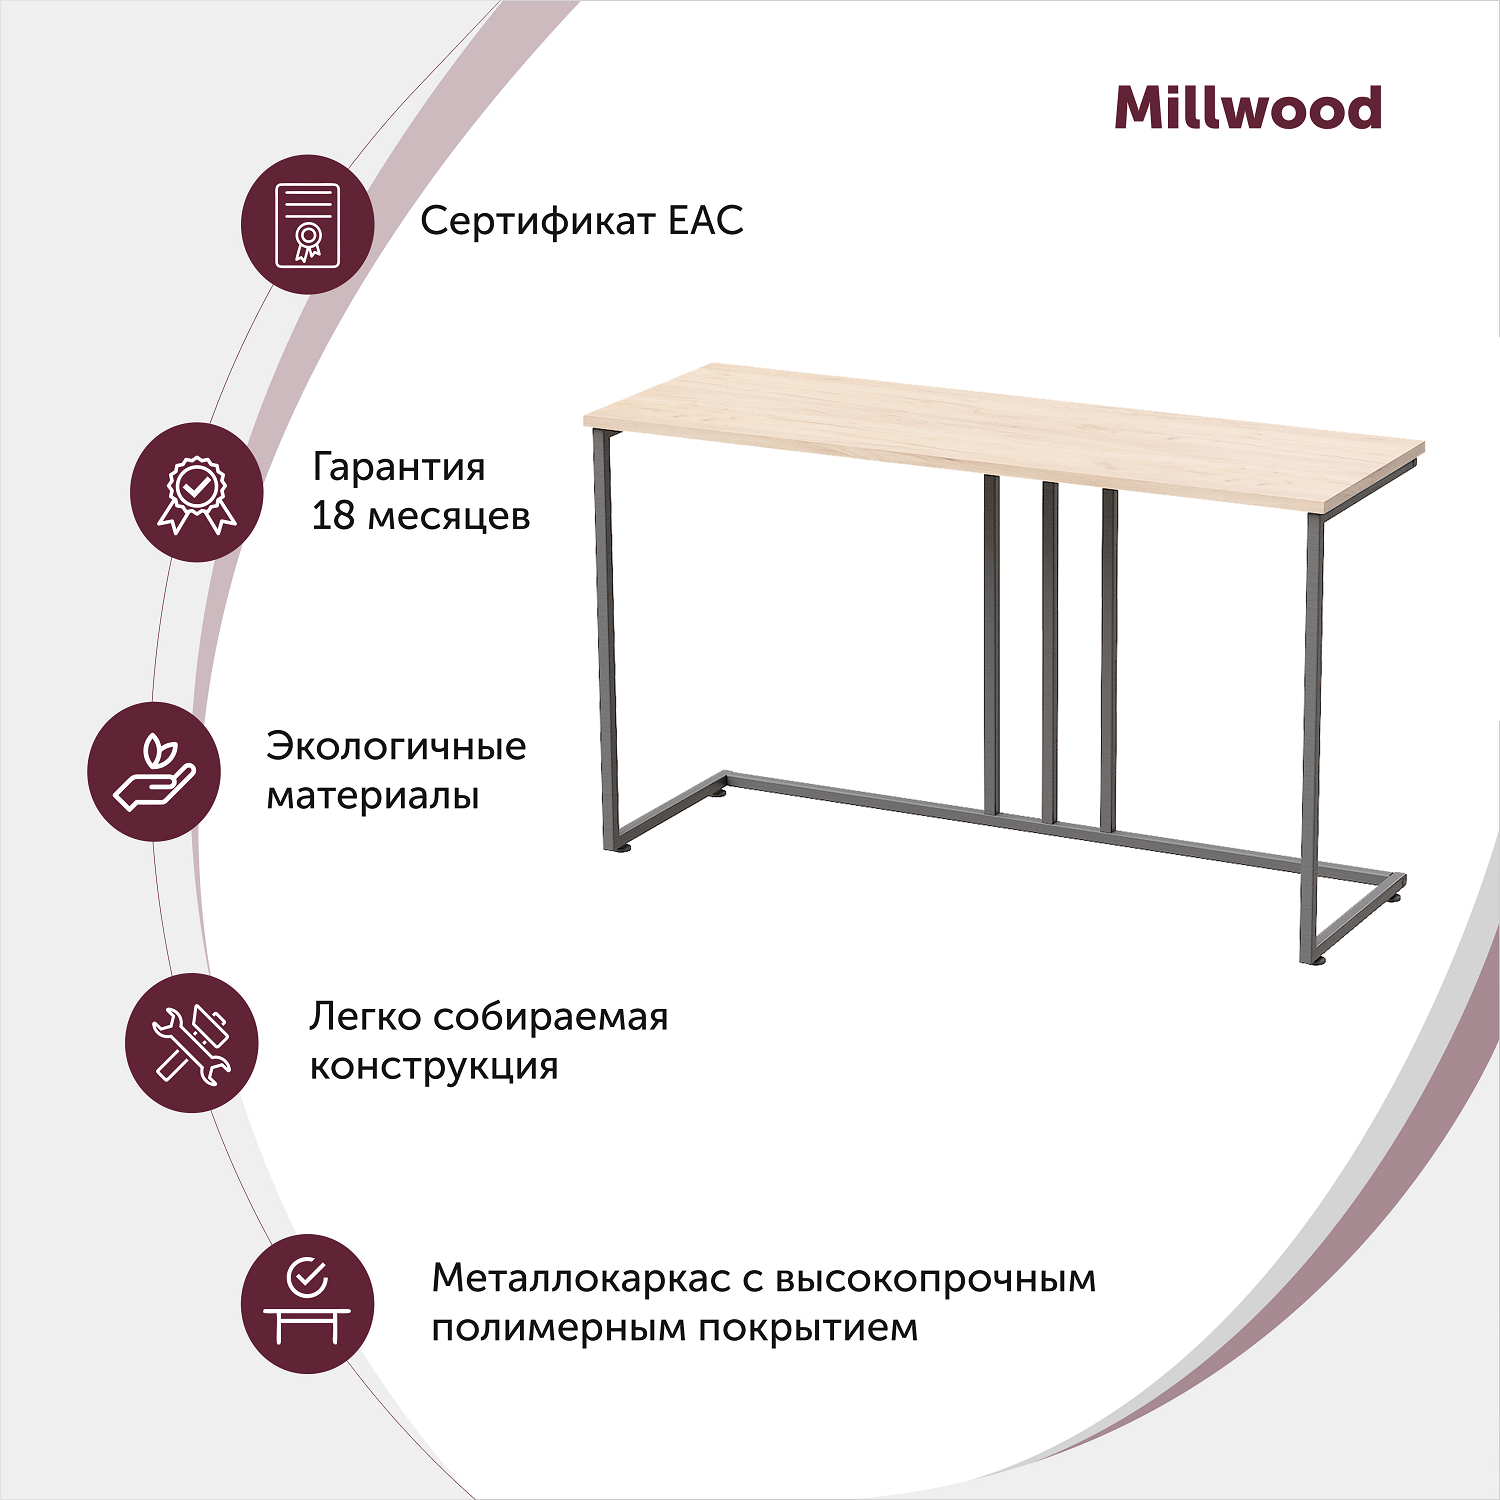 Millwood
Сертификат ЕАС
Гарантия
18 месяцев
Экологичные
материалы
Легко собираемая
конструкция
Металлокаркас с высокопрочным
полимерным покрытием